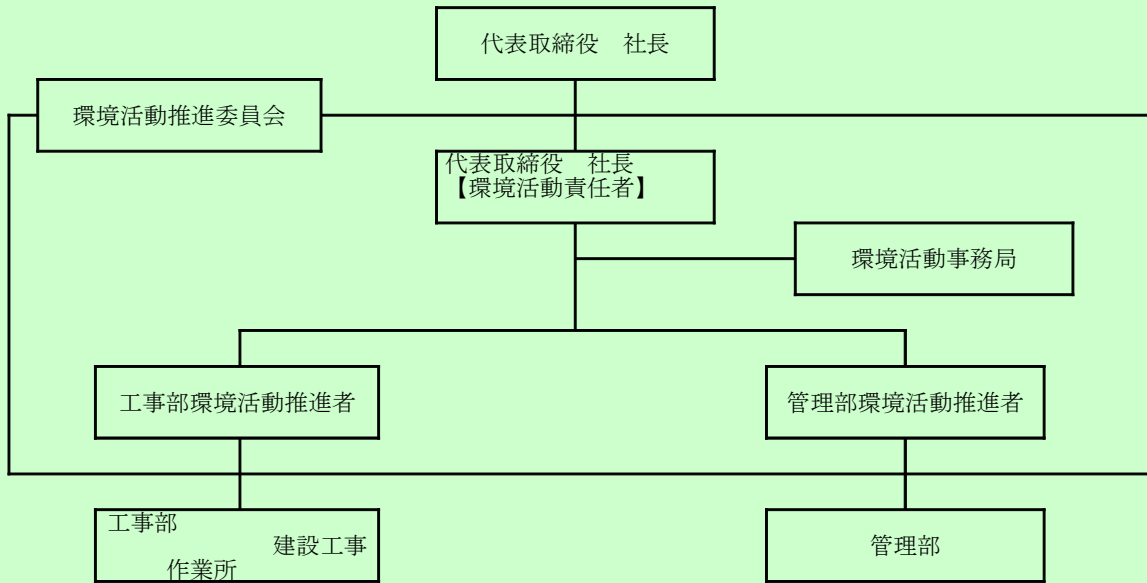 代表取締役　社長
環境活動推進委員会
代表取締役　社長
【環境活動責任者】
環境活動事務局
工事部環境活動推進者
管理部環境活動推進者
工事部
建設工事
作業所
管理部